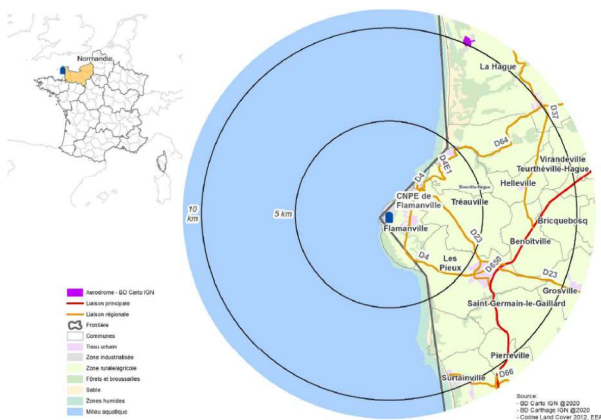 Normandie
La Hague
D37
D64
D4E1
D4
Virandeville
Teurthéville-Hague
Helleville
CNPE de
Flamanville
Tréauville
Bricquebosq
Flamanville
Benoîtville
10
km
5 km
D23
Les
Pieux
D4
D650
D23
Grosville
Saint-Germain-le-Gaillard
Pierreville
Surtainville
D66
Aerodrome - BD Carto IGN
Liaison principale
Liaison régionale
Frontière
Communes
Tissu urbain
Zone industrialisée
Zone rurale/agricole
Forêts et broussailles
Sable
Zones humides
Milieu aquatique
Source:
- BD Carto IGN @2020
- BD Carthage IGN @2020
- Corine Land Cover 2012, EEA